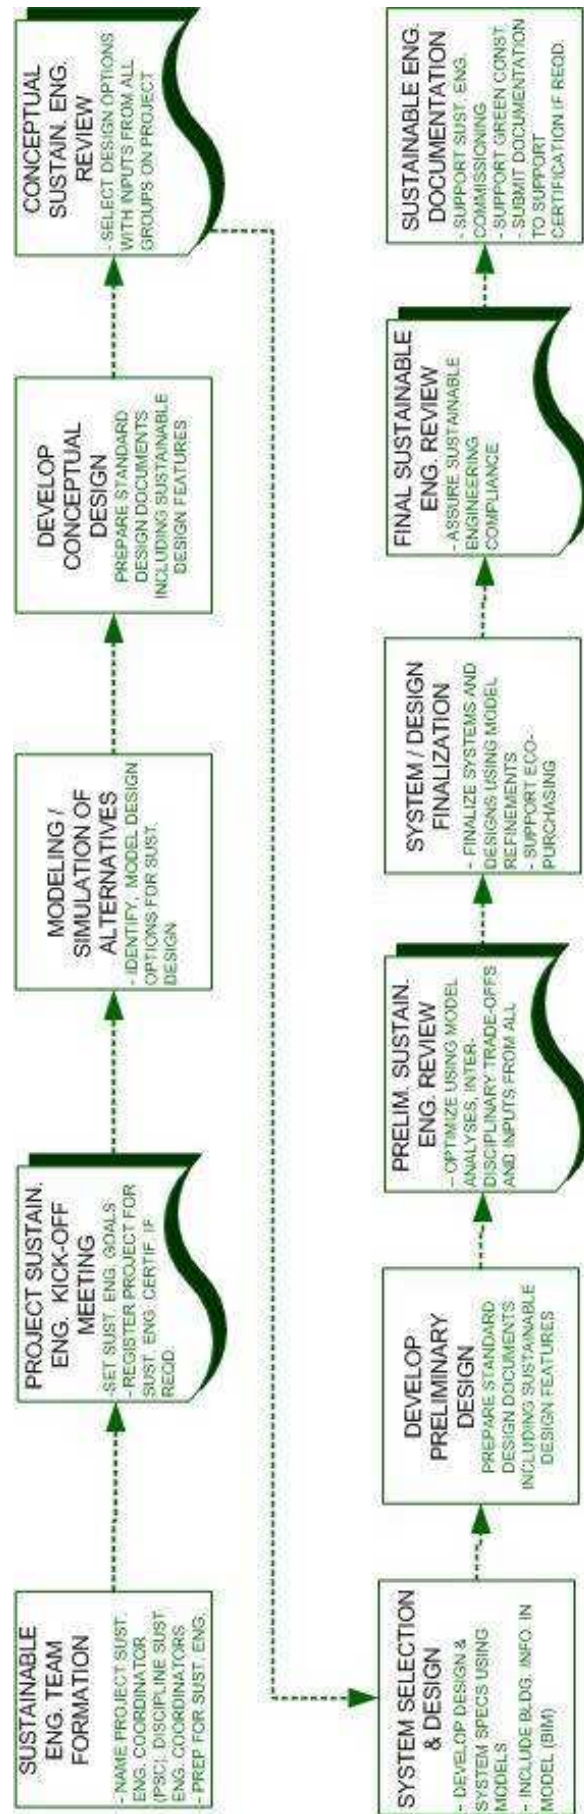 SUSTAINABLE
ENG. TEAM
FORMATION
- NAME PROJECT SUST.
ENG. COORDINATOR
(PSC), DISCIPLINE SUST.
ENG. COORDINATORS
- PREP FOR SUST. ENG.
PROJECT SUSTAIN.
ENG. KICK-OFF
MEETING
-SET SUST. ENG. GOALS
- REGISTER PROJECT FOR
SUST. ENG. CERTIF. IF
REQD.
MODELING /
SIMULATION OF
ALTERNATIVES
- IDENTIFY, MODEL DESIGN
OPTIONS FOR SUST.
DESIGN
DEVELOP
CONCEPTUAL
DESIGN
PREPARE STANDARD
DESIGN DOCUMENTS
INCLUDING SUSTAINABLE
DESIGN FEATURES
CONCEPTUAL
SUSTAIN. ENG.
REVIEW
- SELECT DESIGN OPTIONS
WITH INPUTS FROM ALL
GROUPS ON PROJECT
SYSTEM SELECTION
& DESIGN
- DEVELOP DESIGN &
SYSTEM SPECS USING
MODELS
- INCLUDE BLDG. INFO. IN
MODEL (BIM)
DEVELOP
PRELIMINARY
DESIGN
PREPARE STANDARD
DESIGN DOCUMENTS
INCLUDING SUSTAINABLE
DESIGN FEATURES
PRELIM. SUSTAIN.
ENG. REVIEW
- OPTIMIZE USING MODEL
ANALYSES, INTER-
DISCIPLINARY TRADE-OFFS
AND INPUTS FROM ALL
SYSTEM / DESIGN
FINALIZATION
- FINALIZE SYSTEMS AND
DESIGNS USING MODEL
REFINEMENTS
- SUPPORT ECO-
PURCHASING
FINAL SUSTAINABLE
ENG. REVIEW
- ASSURE SUSTAINABLE
ENGINEERING
COMPLIANCE
SUSTAINABLE ENG.
DOCUMENTATION
- SUPPORT SUST. ENG.
COMMISSIONING
- SUPPORT GREEN CONST.
- SUBMIT DOCUMENTATION
TO SUPPORT
CERTIFICATION IF REQD.